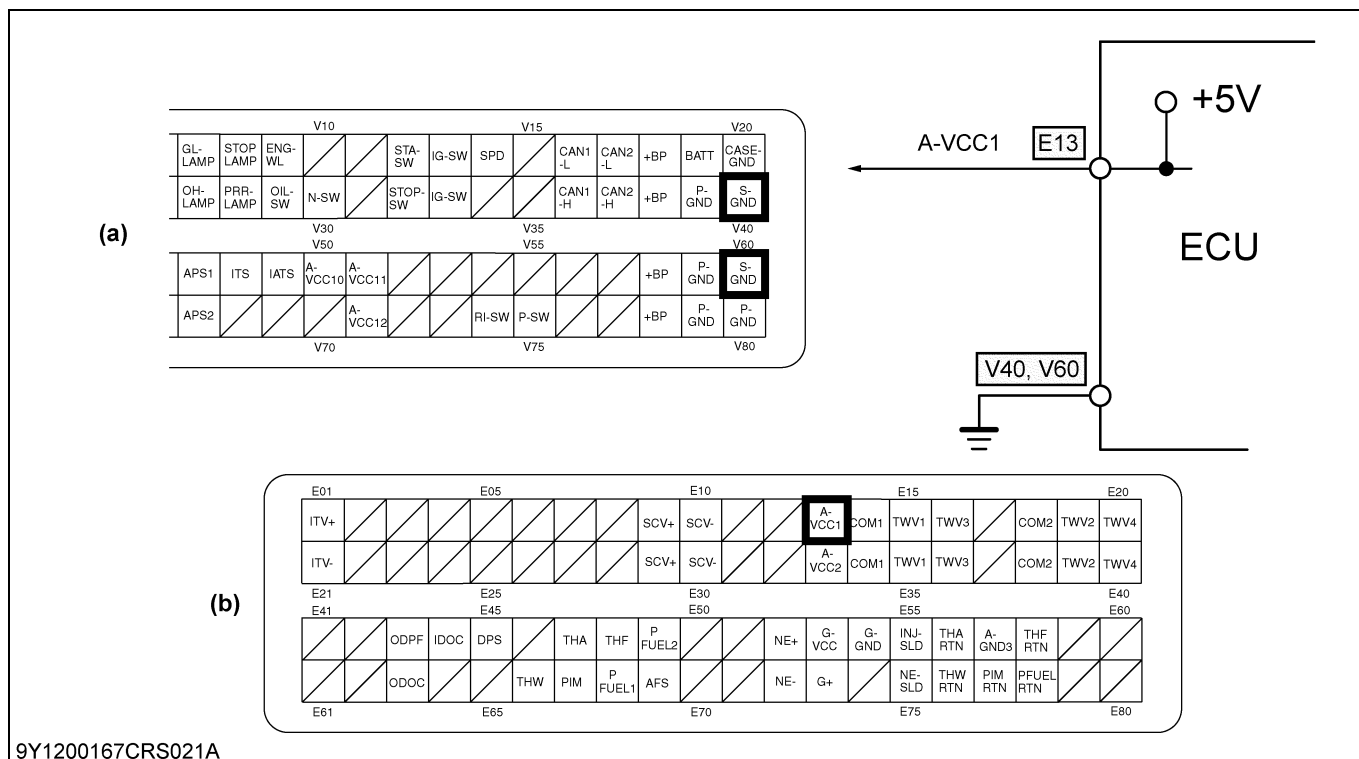 +5V
A-VCC1 E13
ECU
V40, V60
(a)
V10 V15 V20
GL-LAMP STOP LAMP ENG-WL STA-SW IG-SW SPD CAN1-L CAN2-L +BP BATT CASE-GND
OH-LAMP PRR-LAMP OIL-SW N-SW STOP-SW IG-SW CAN1-H CAN2-H +BP P-GND S-GND
V30 V35 V40
V50 V55 V60
APS1 ITS IATS A-VCC10 A-VCC11 +BP P-GND S-GND
APS2 A-VCC12 RI-SW P-SW +BP P-GND P-GND
V70 V75 V80
(b)
E01 E05 E10 E15 E20
ITV+ SCV+ SCV- A-VCC1 COM1 TWV1 TWV3 COM2 TWV2 TWV4
ITV- SCV+ SCV- A-VCC2 COM1 TWV1 TWV3 COM2 TWV2 TWV4
E21 E25 E30 E35 E40
E41 E45 E50 E55 E60
ODPF IDOC DPS THA THF P FUEL2 NE+ G-VCC G-GND INJ-SLD THA RTN A-GND3 THF RTN
ODOC THW PIM P FUEL1 AFS NE- G+ NE-SLD THW RTN PIM RTN PFUEL RTN
E61 E65 E70 E75 E80
9Y1200167CRS021A